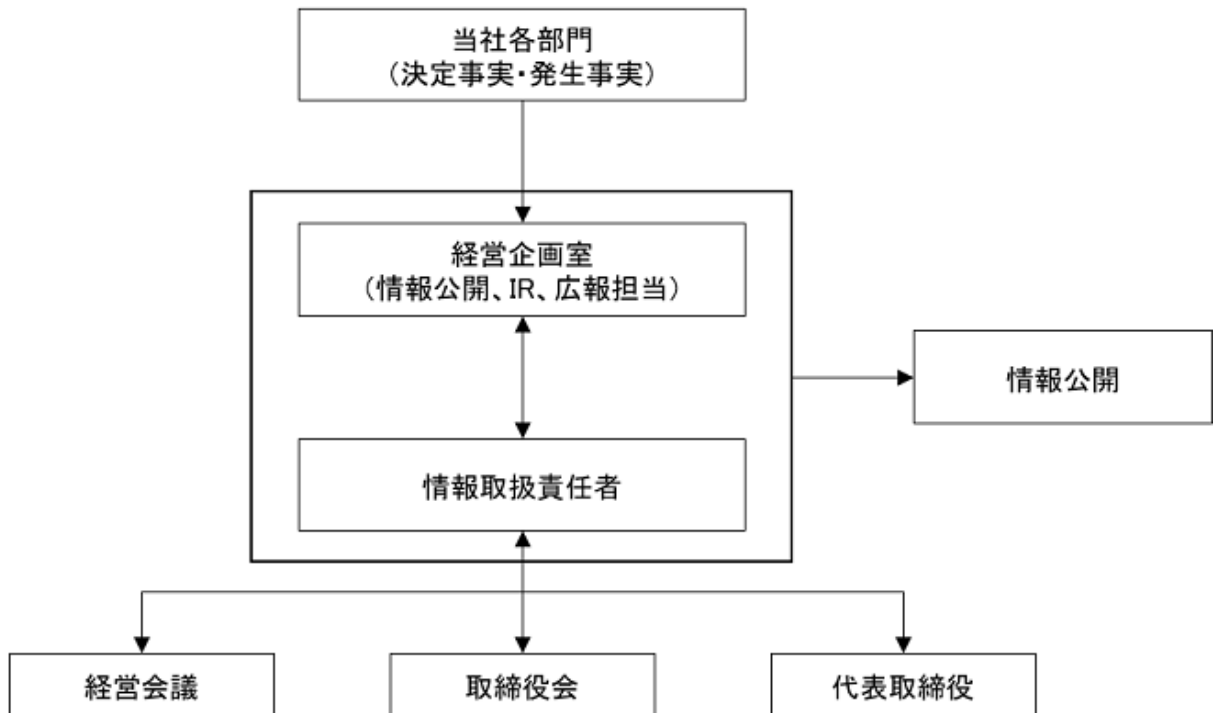 当社各部門
（決定事実・発生事実）
経営企画室
（情報公開、IR、広報担当）
情報公開
情報取扱責任者
経営会議
取締役会
代表取締役